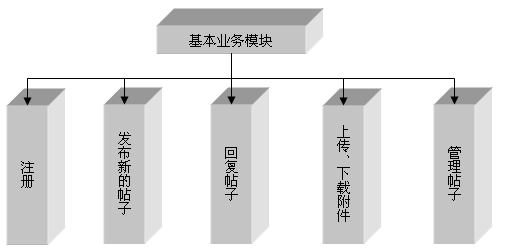 基本业务模块
注册
发布新的帖子
回复帖子
上传、下载附件
管理帖子